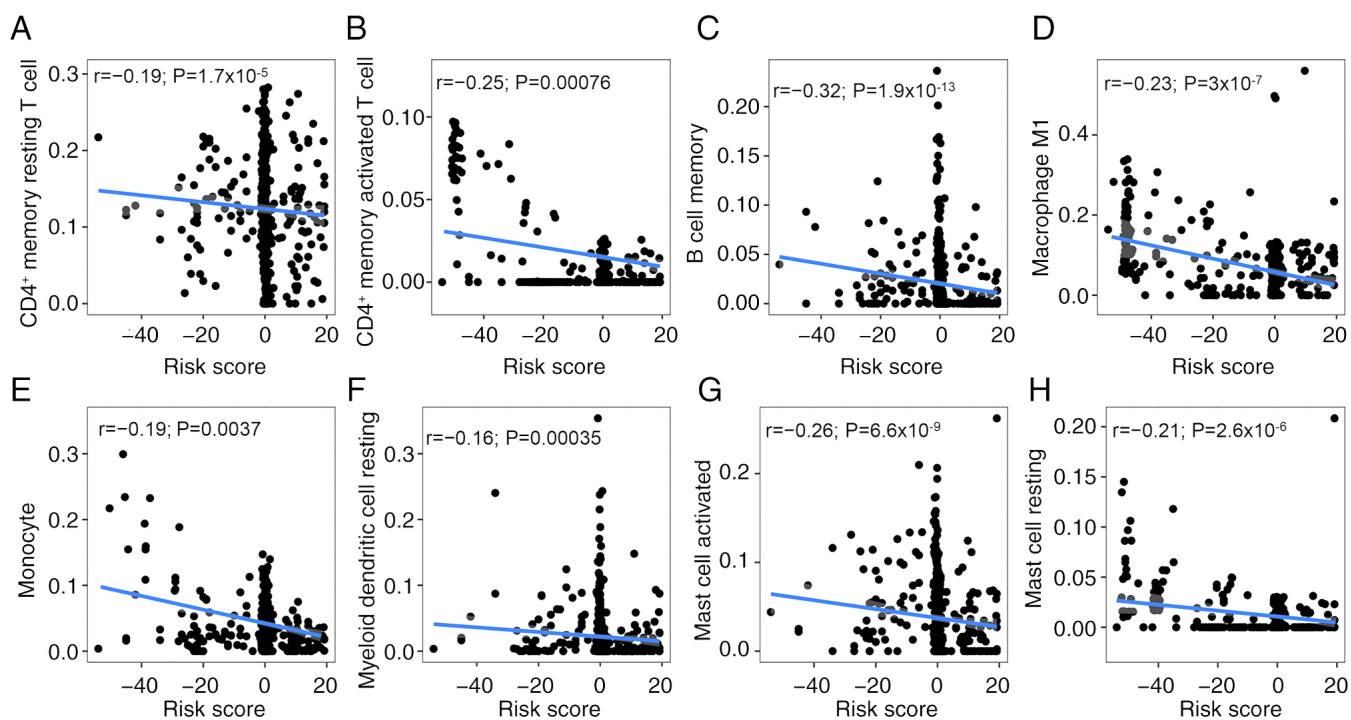 A
r=−0.19; P=1.7x10⁻⁵
CD4⁺ memory resting T cell
0.3
0.2
0.1
0.0
−40 −20 0 20
Risk score
B
r=−0.25; P=0.00076
CD4⁺ memory activated T cell
0.10
0.05
0.00
−40 −20 0 20
Risk score
C
r=−0.32; P=1.9x10⁻¹³
B cell memory
0.20
0.15
0.10
0.05
0.00
−40 −20 0 20
Risk score
D
r=−0.23; P=3x10⁻⁷
Macrophage M1
0.4
0.2
0.0
−40 −20 0 20
Risk score
E
r=−0.19; P=0.0037
Monocyte
0.3
0.2
0.1
0.0
−40 −20 0 20
Risk score
F
r=−0.16; P=0.00035
Myeloid dendritic cell resting
0.3
0.2
0.1
0.0
−40 −20 0 20
Risk score
G
r=−0.26; P=6.6x10⁻⁹
Mast cell activated
0.2
0.1
0.0
−40 −20 0 20
Risk score
H
r=−0.21; P=2.6x10⁻⁶
Mast cell resting
0.20
0.15
0.10
0.05
0.00
−40 −20 0 20
Risk score